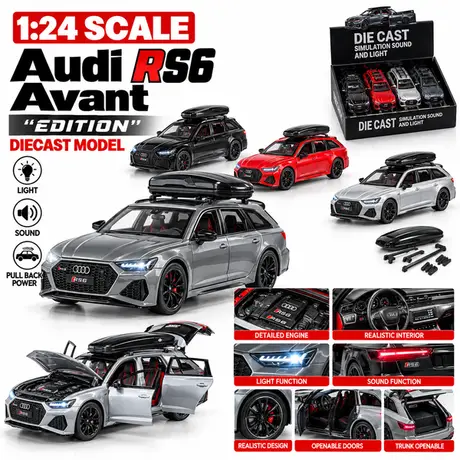 1:24 SCALE
Audi RS6
Avant
"EDITION"
DIECAST MODEL
LIGHT
SOUND
PULL BACK
POWER
DIE CAST
SIMULATION SOUND
AND LIGHT
DIE CAST
SIMULATION SOUND
AND LIGHT
RS6
DETAILED ENGINE
REALISTIC INTERIOR
LIGHT FUNCTION
SOUND FUNCTION
REALISTIC DESIGN
OPENABLE DOORS
TRUNK OPENABLE